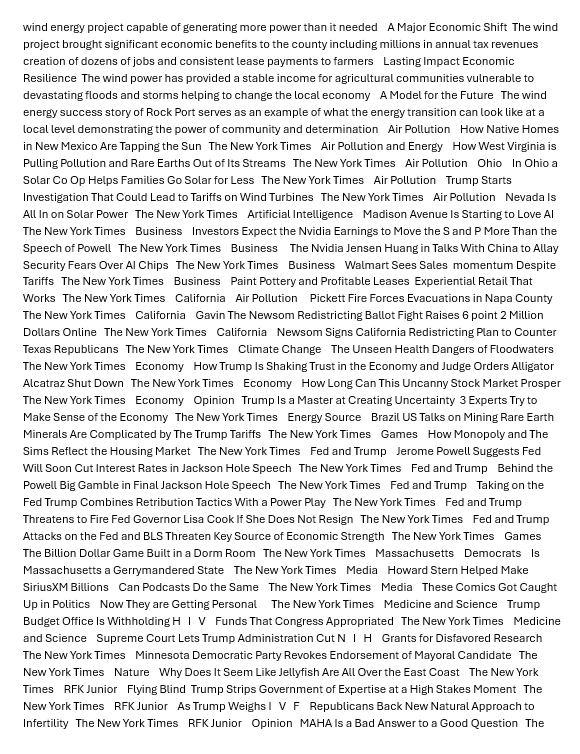 wind energy project capable of generating more power than it needed   A Major Economic Shift  The wind
project brought significant economic benefits to the county including millions in annual tax revenues
creation of dozens of jobs and consistent lease payments to farmers   Lasting Impact Economic
Resilience  The wind power has provided a stable income for agricultural communities vulnerable to
devastating floods and storms helping to change the local economy   A Model for the Future   The wind
energy success story of Rock Port serves as an example of what the energy transition can look like at a
local level demonstrating the power of community and determination   Air Pollution   How Native Homes
in New Mexico Are Tapping the Sun   The New York Times   Air Pollution and Energy   How West Virginia is
Pulling Pollution and Rare Earths Out of Its Streams   The New York Times   Air Pollution   Ohio   In Ohio a
Solar Co Op Helps Families Go Solar for Less   The New York Times   Air Pollution   Trump Starts
Investigation That Could Lead to Tariffs on Wind Turbines   The New York Times   Air Pollution   Nevada Is
All In on Solar Power   The New York Times   Artificial Intelligence   Madison Avenue Is Starting to Love AI
The New York Times   Business   Investors Expect the Nvidia Earnings to Move the S and P More Than the
Speech of Powell   The New York Times   Business    The Nvidia Jensen Huang in Talks With China to Allay
Security Fears Over AI Chips   The New York Times   Business   Walmart Sees Sales  momentum Despite
Tariffs   The New York Times   Business   Paint Pottery and Profitable Leases  Experiential Retail That
Works   The New York Times   California   Air Pollution    Pickett Fire Forces Evacuations in Napa County
The New York Times   California   Gavin The Newsom Redistricting Ballot Fight Raises 6 point 2 Million
Dollars Online   The New York Times   California   Newsom Signs California Redistricting Plan to Counter
Texas Republicans   The New York Times   Climate Change   The Unseen Health Dangers of Floodwaters
The New York Times   Economy   How Trump Is Shaking Trust in the Economy and Judge Orders Alligator
Alcatraz Shut Down   The New York Times   Economy   How Long Can This Uncanny Stock Market Prosper
The New York Times   Economy   Opinion   Trump Is a Master at Creating Uncertainty  3 Experts Try to
Make Sense of the Economy   The New York Times   Energy Source   Brazil US Talks on Mining Rare Earth
Minerals Are Complicated by The Trump Tariffs   The New York Times   Games   How Monopoly and The
Sims Reflect the Housing Market   The New York Times   Fed and Trump   Jerome Powell Suggests Fed
Will Soon Cut Interest Rates in Jackson Hole Speech   The New York Times   Fed and Trump   Behind the
Powell Big Gamble in Final Jackson Hole Speech   The New York Times   Fed and Trump   Taking on the
Fed Trump Combines Retribution Tactics With a Power Play   The New York Times   Fed and Trump
Threatens to Fire Fed Governor Lisa Cook If She Does Not Resign   The New York Times   Fed and Trump
Attacks on the Fed and BLS Threaten Key Source of Economic Strength   The New York Times   Games
The Billion Dollar Game Built in a Dorm Room   The New York Times   Massachusetts   Democrats   Is
Massachusetts a Gerrymandered State   The New York Times   Media   Howard Stern Helped Make
SiriusXM Billions   Can Podcasts Do the Same   The New York Times   Media   These Comics Got Caught
Up in Politics   Now They are Getting Personal    The New York Times   Medicine and Science   Trump
Budget Office Is Withholding H   I   V   Funds That Congress Appropriated   The New York Times   Medicine
and Science   Supreme Court Lets Trump Administration Cut N   I   H   Grants for Disfavored Research
The New York Times   Minnesota Democratic Party Revokes Endorsement of Mayoral Candidate   The
New York Times   Nature   Why Does It Seem Like Jellyfish Are All Over the East Coast   The New York
Times   RFK Junior   Flying Blind  Trump Strips Government of Expertise at a High Stakes Moment   The
New York Times   RFK Junior   As Trump Weighs I   V   F   Republicans Back New Natural Approach to
Infertility   The New York Times   RFK Junior   Opinion   MAHA Is a Bad Answer to a Good Question   The